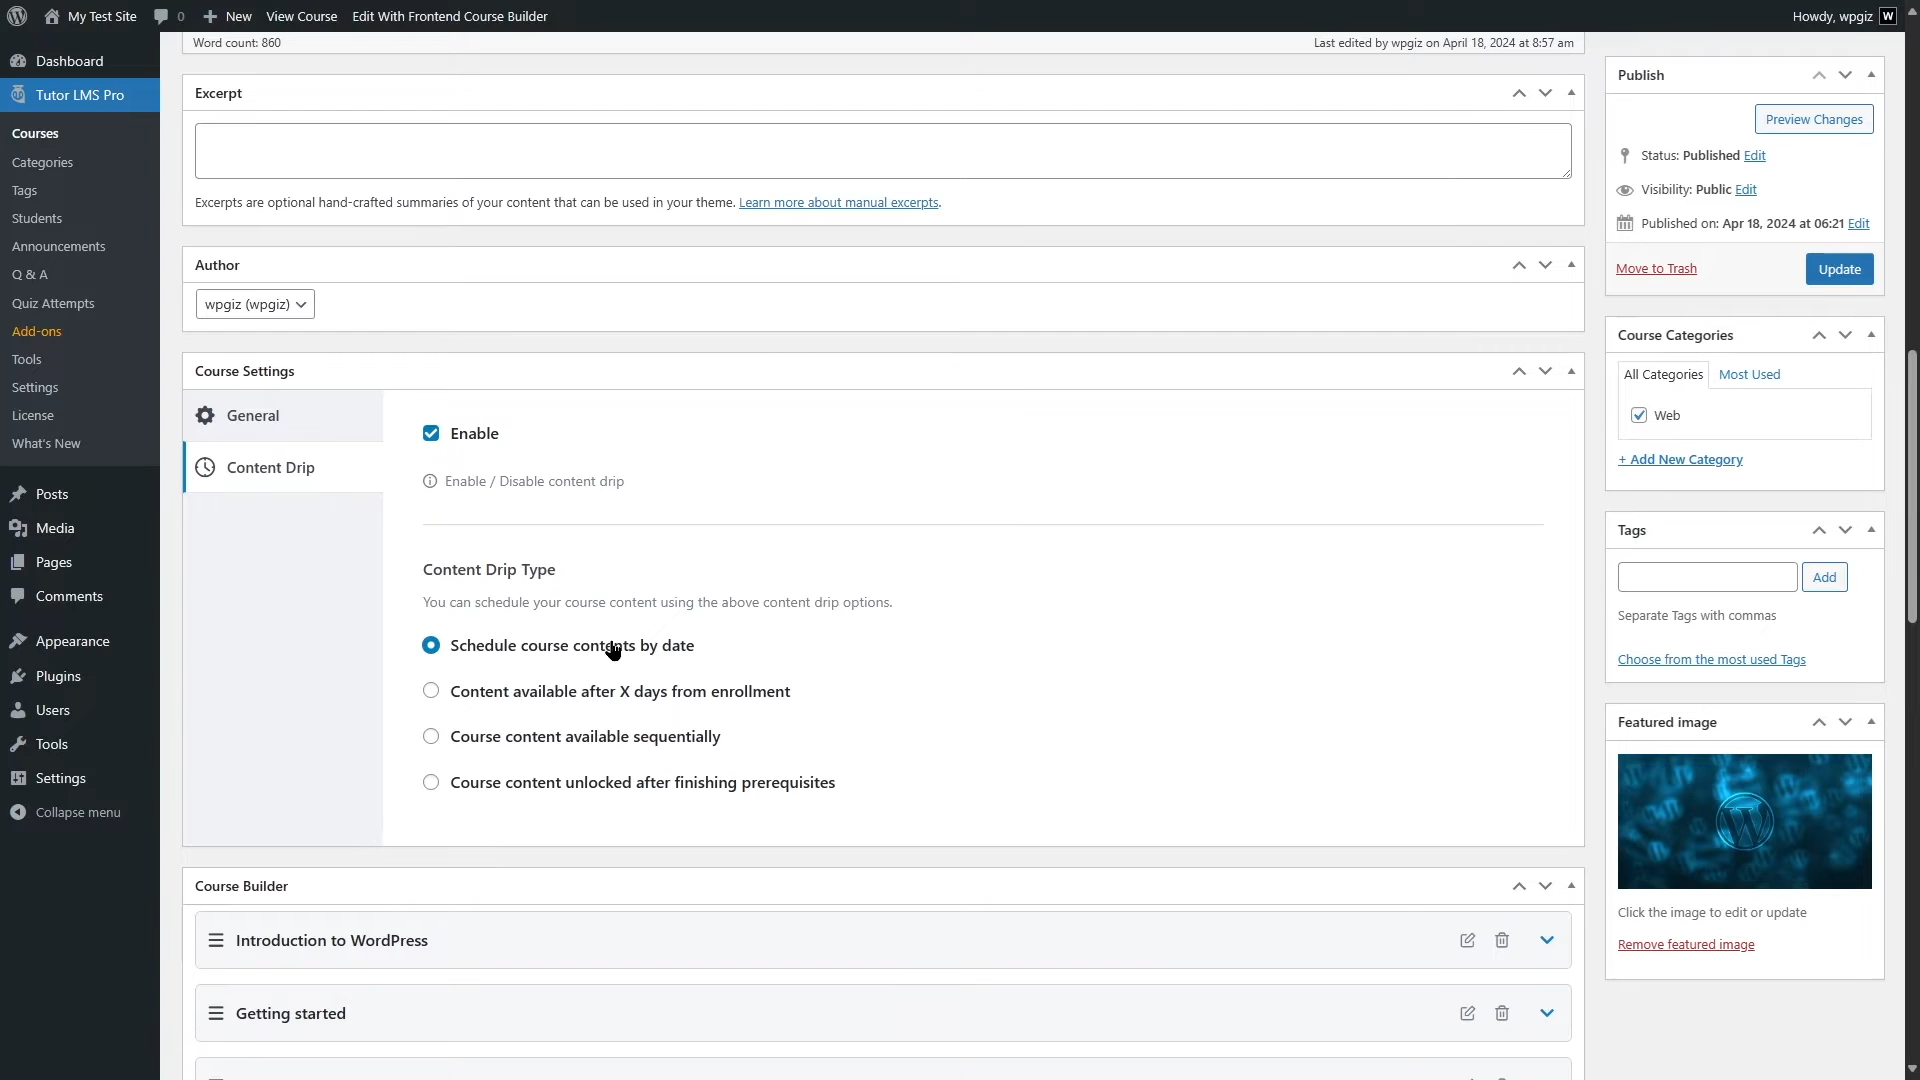 My Test Site
0
New
View Course
Edit With Frontend Course Builder
Howdy, wpgiz
W
Dashboard
Tutor LMS Pro
Courses
Categories
Tags
Students
Announcements
Q & A
Quiz Attempts
Add-ons
Tools
Settings
License
What's New
Posts
Media
Pages
Comments
Appearance
Plugins
Users
Tools
Settings
Collapse menu
Word count: 860
Last edited by wpgiz on April 18, 2024 at 8:57 am
Excerpt
Excerpts are optional hand-crafted summaries of your content that can be used in your theme. Learn more about manual excerpts.
Author
wpgiz (wpgiz)
Course Settings
General
Content Drip
Enable
Enable / Disable content drip
Content Drip Type
You can schedule your course content using the above content drip options.
Schedule course contents by date
Content available after X days from enrollment
Course content available sequentially
Course content unlocked after finishing prerequisites
Course Builder
Introduction to WordPress
Getting started
Publish
Preview Changes
Status: Published Edit
Visibility: Public Edit
Published on: Apr 18, 2024 at 06:21 Edit
Move to Trash
Update
Course Categories
All Categories
Most Used
Web
+ Add New Category
Tags
Add
Separate Tags with commas
Choose from the most used Tags
Featured image
Click the image to edit or update
Remove featured image